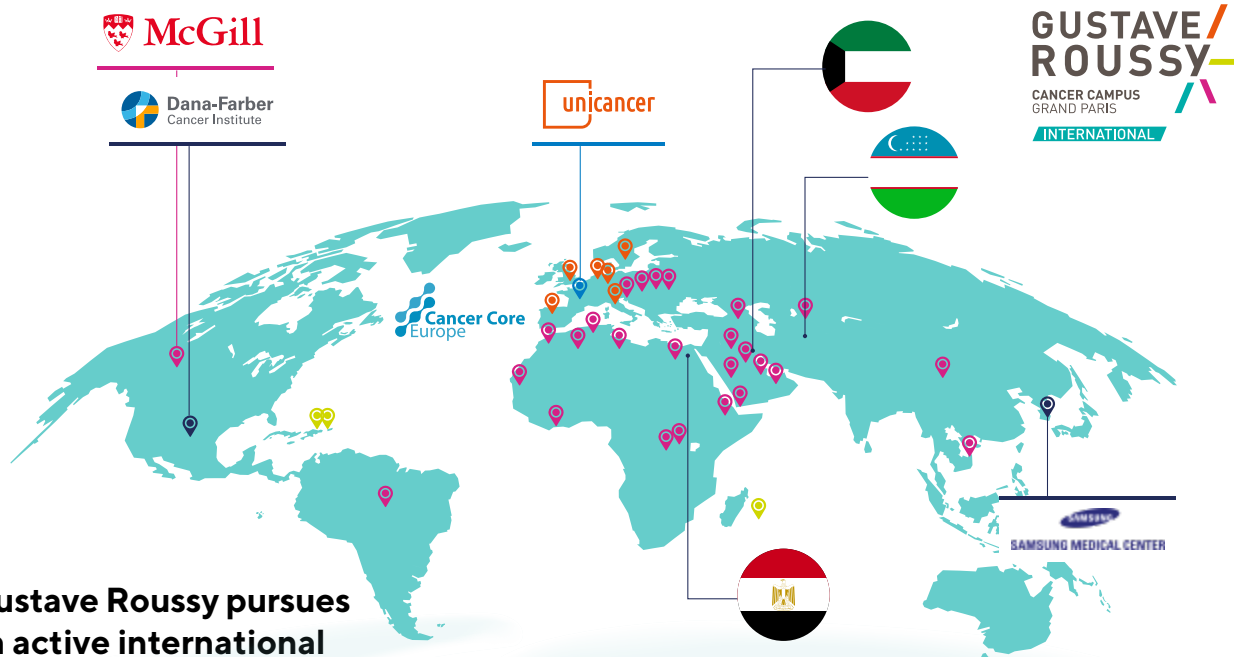 McGill
Dana-Farber
Cancer Institute
unicancer
GUSTAVE
ROUSSY
CANCER CAMPUS
GRAND PARIS
INTERNATIONAL
Cancer Core
Europe
SAMSUNG
SAMSUNG MEDICAL CENTER
ustave Roussy pursues
active international